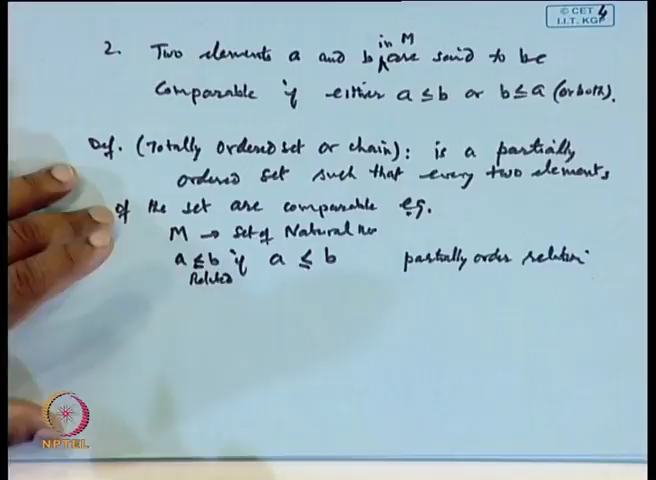 © CET
I.I.T. KGP
4
2. Two elements a and b in M are said to be
comparable if either a ≤ b or b ≤ a (or both).
Def. (Totally ordered set or chain): is a partially
ordered set such that every two elements
of the set are comparable eg.
M → Set of Natural no
a ≤ b if a ≤ b partially order relation
Related
NPTEL